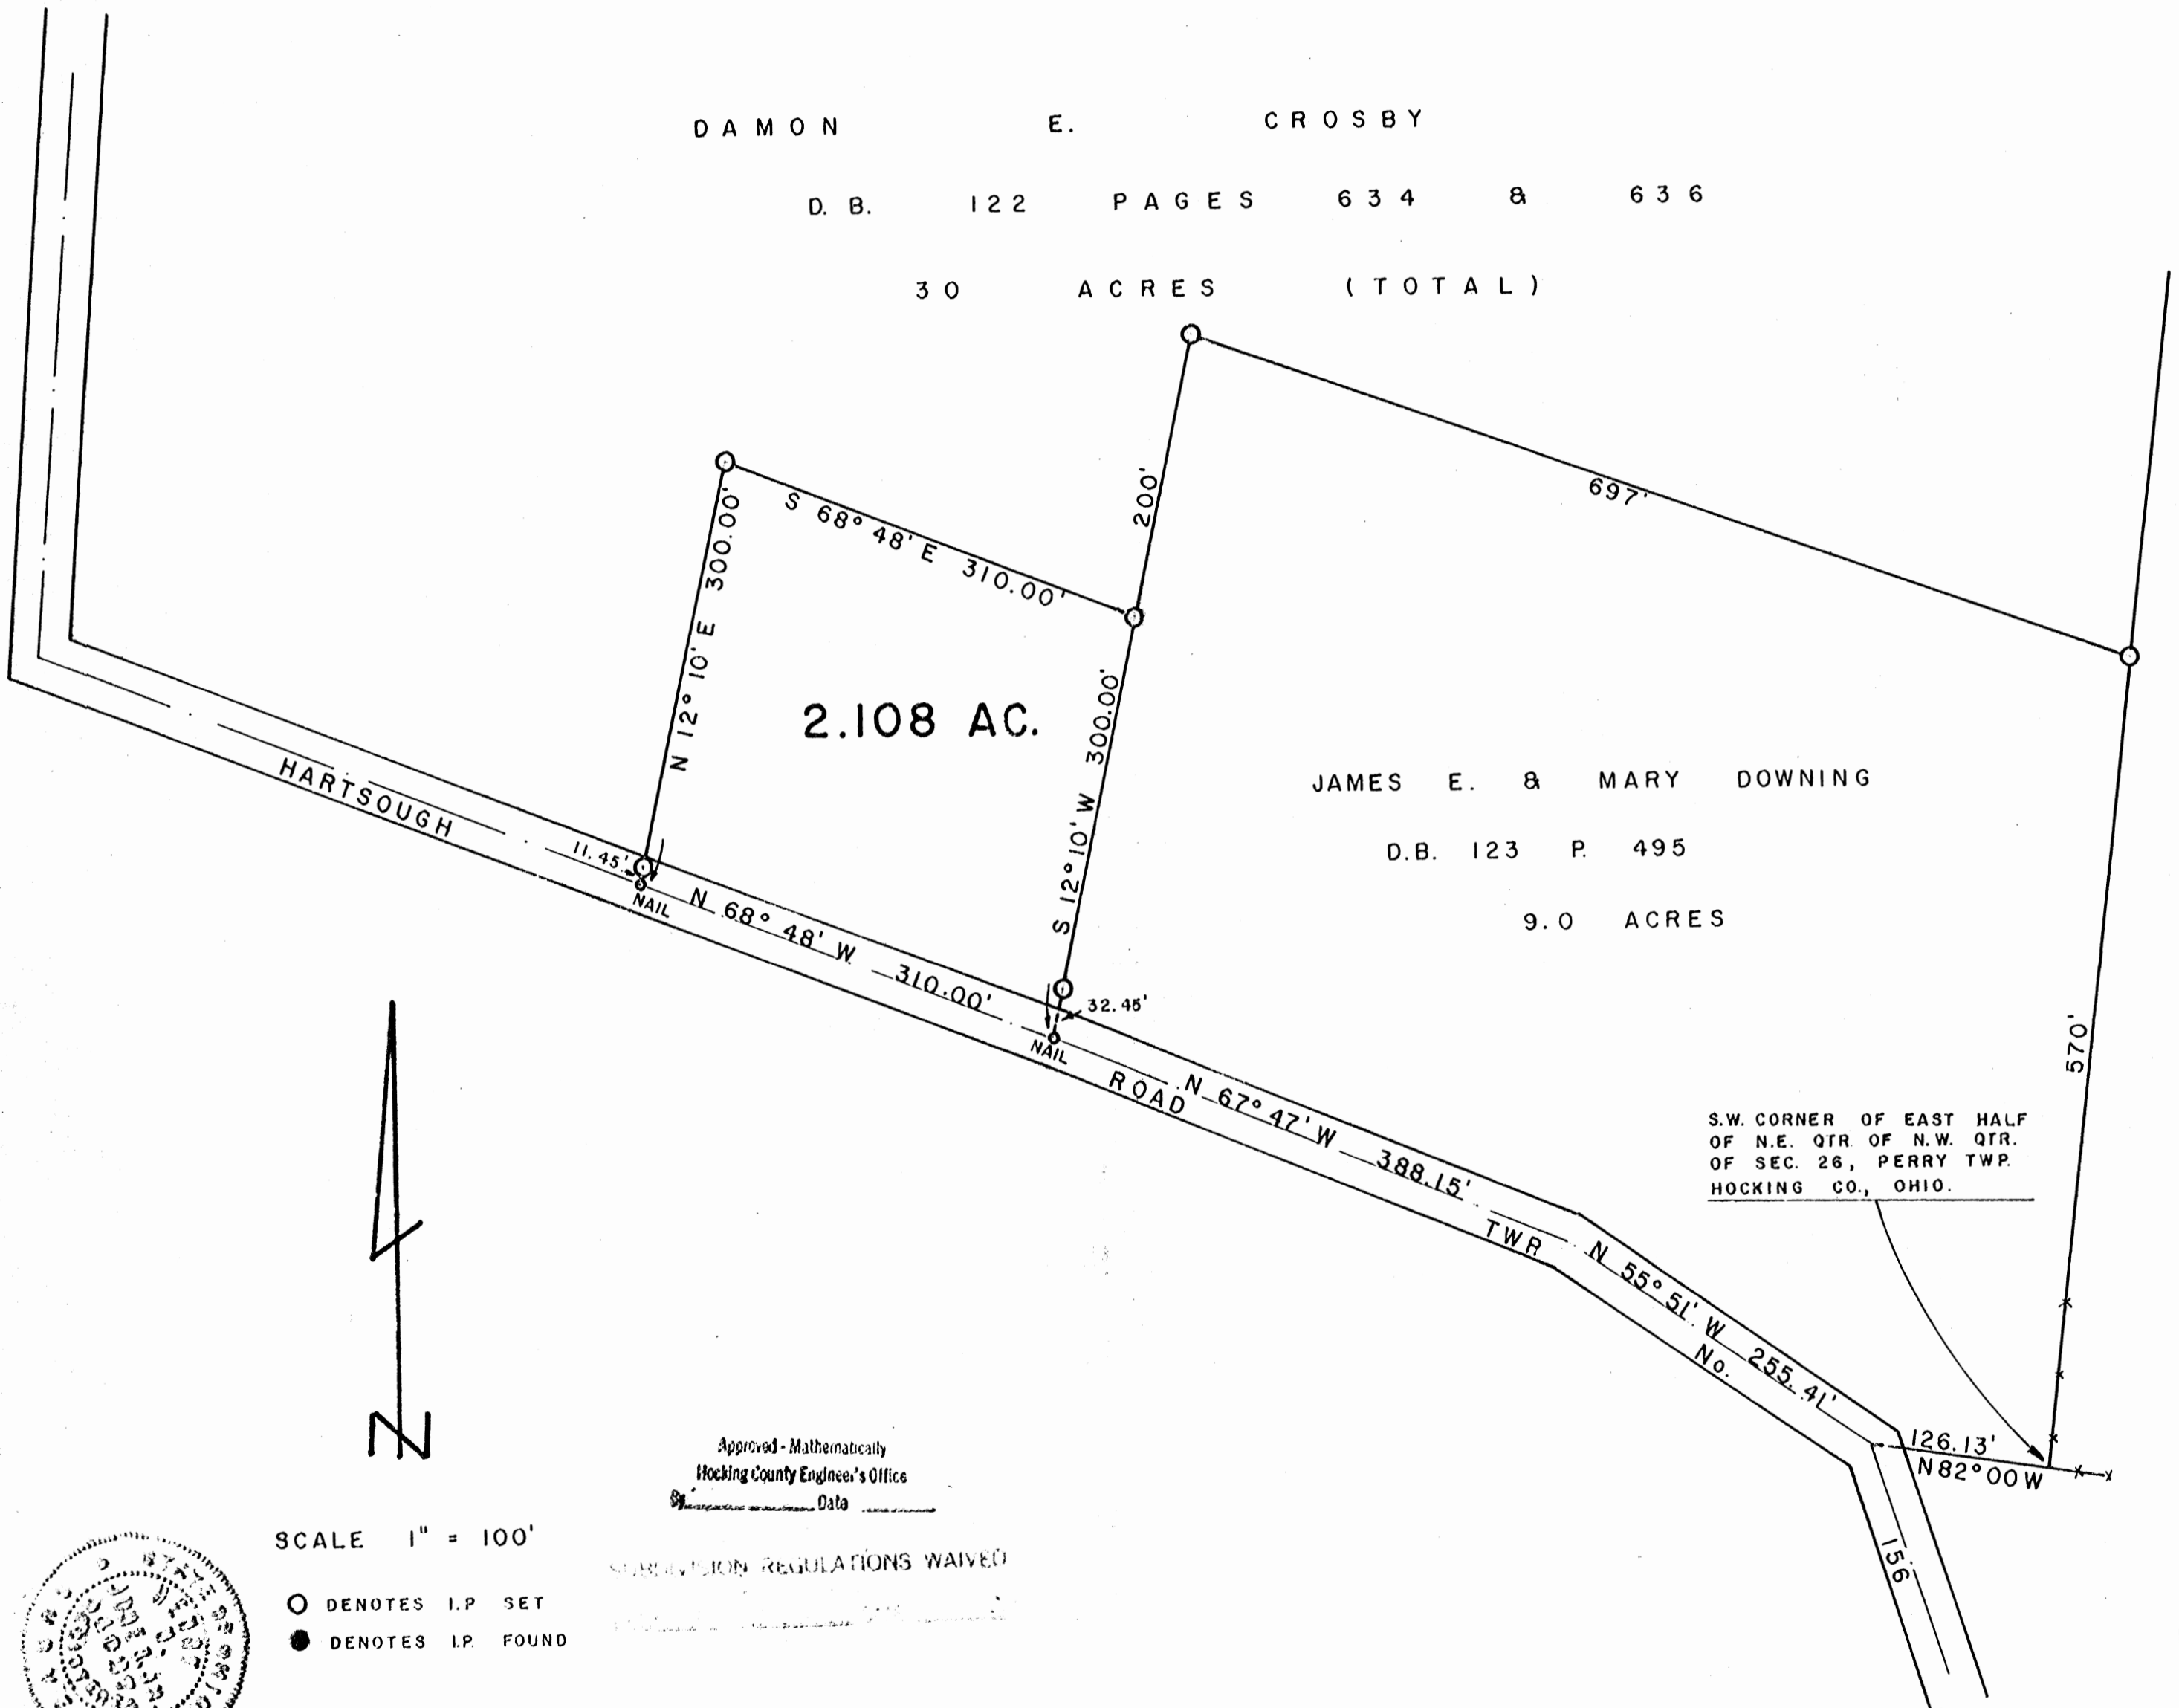 DAMON E. CROSBY
D. B. 122 PAGES 634 & 636
30 ACRES (TOTAL)
200'
697'
N 12° 10' E 300.00'
S 68° 48' E 310.00'
2.108 AC.
S 12° 10' W 300.00'
JAMES E. & MARY DOWNING
D.B. 123 P. 495
9.0 ACRES
570'
HARTSOUGH
11.45'
NAIL
N 68° 48' W 310.00'
32.45'
NAIL
ROAD
N 67° 47' W 388.15'
TWP.
N 55° 51' W 255.41'
No.
156
S.W. CORNER OF EAST HALF
OF N.E. QTR. OF N.W. QTR.
OF SEC. 26, PERRY TWP.
HOCKING CO., OHIO.
126.13'
N82°00 W
N
Approved - Mathematically
Hocking County Engineer's Office
By Date
SCALE 1" = 100'
SUBDIVISION REGULATIONS WAIVED
DENOTES I.P SET
DENOTES I.P. FOUND